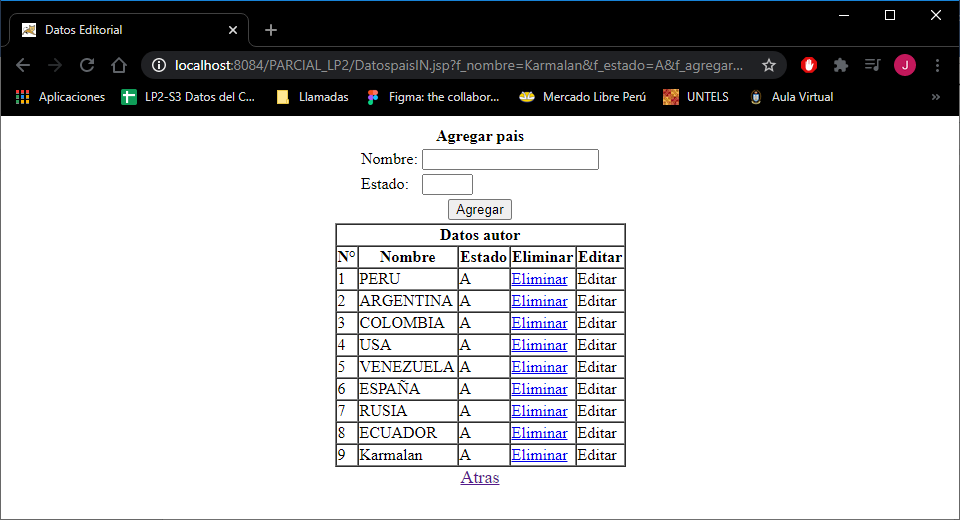 Datos Editorial
localhost:8084/PARCIAL_LP2/DatospaisIN.jsp?f_nombre=Karmalan&f_estado=A&f_agregar...
J
Aplicaciones LP2-S3 Datos del C... Llamadas Figma: the collabor... Mercado Libre Perú UNTELS Aula Virtual »
Agregar pais
Nombre:
Estado:
Agregar
Datos autor
N° Nombre Estado Eliminar Editar
1 PERU A Eliminar Editar
2 ARGENTINA A Eliminar Editar
3 COLOMBIA A Eliminar Editar
4 USA A Eliminar Editar
5 VENEZUELA A Eliminar Editar
6 ESPAÑA A Eliminar Editar
7 RUSIA A Eliminar Editar
8 ECUADOR A Eliminar Editar
9 Karmalan A Eliminar Editar
Atras